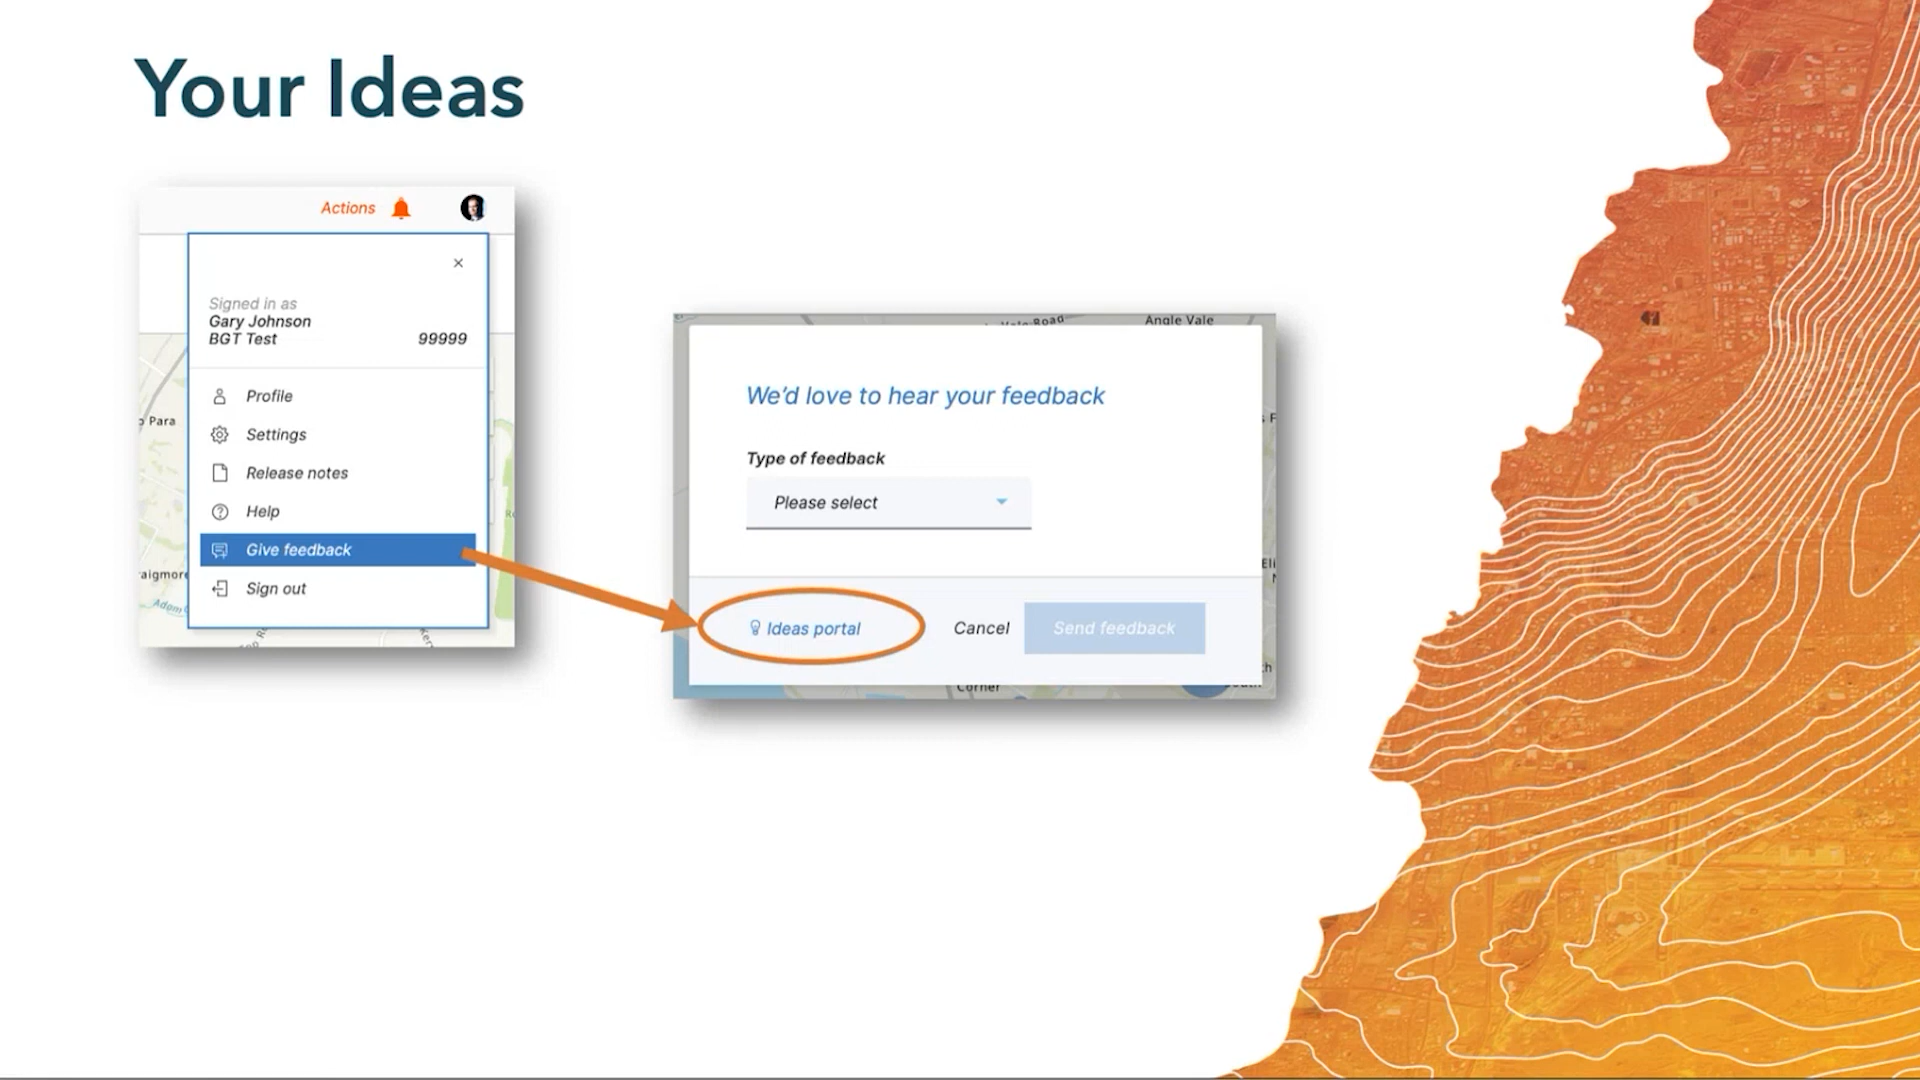 Your Ideas
Actions
Signed in as
Gary Johnson
BGT Test 99999
Profile
Settings
Release notes
Help
Give feedback
Sign out
Para
Road
Angle Vale
We'd love to hear your feedback
Type of feedback
Please select
Ideas portal
Cancel
Send feedback
Corner